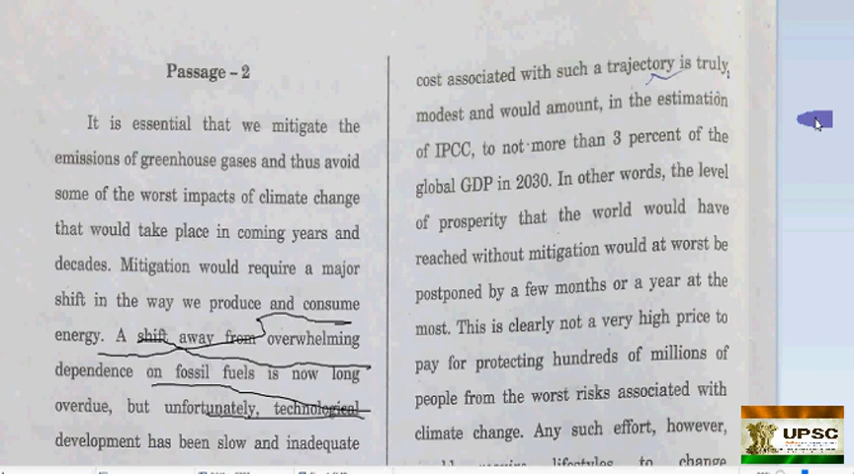 Passage – 2
It is essential that we mitigate the
emissions of greenhouse gases and thus avoid
some of the worst impacts of climate change
that would take place in coming years and
decades. Mitigation would require a major
shift in the way we produce and consume
energy. A shift away from overwhelming
dependence on fossil fuels is now long
overdue, but unfortunately, technological
development has been slow and inadequate
cost associated with such a trajectory is truly
modest and would amount, in the estimation
of IPCC, to not more than 3 percent of the
global GDP in 2030. In other words, the level
of prosperity that the world would have
reached without mitigation would at worst be
postponed by a few months or a year at the
most. This is clearly not a very high price to
pay for protecting hundreds of millions of
people from the worst risks associated with
climate change. Any such effort, however,
lifestyles to change
UPSC